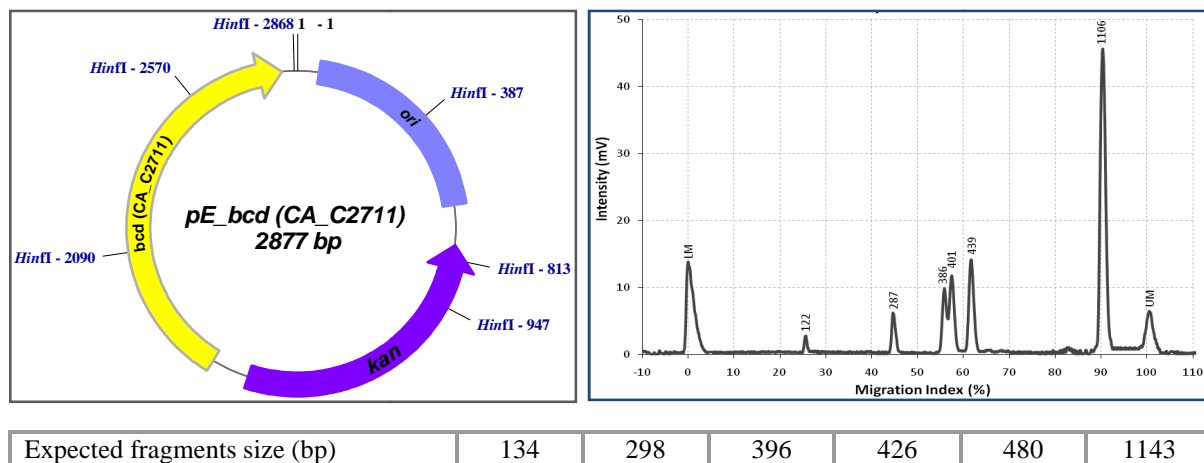 HinfI - 2868 1 - 1
HinfI - 2570
HinfI - 387
ori
bcd (CA_C2711)
pE_bcd (CA_C2711)
2877 bp
HinfI - 2090
HinfI - 813
HinfI - 947
kan
Intensity (mV)
50
40
30
20
10
0
LM
122
287
386
401
439
1106
UM
-10 0 10 20 30 40 50 60 70 80 90 100 110
Migration Index (%)
Expected fragments size (bp) 134 298 396 426 480 1143